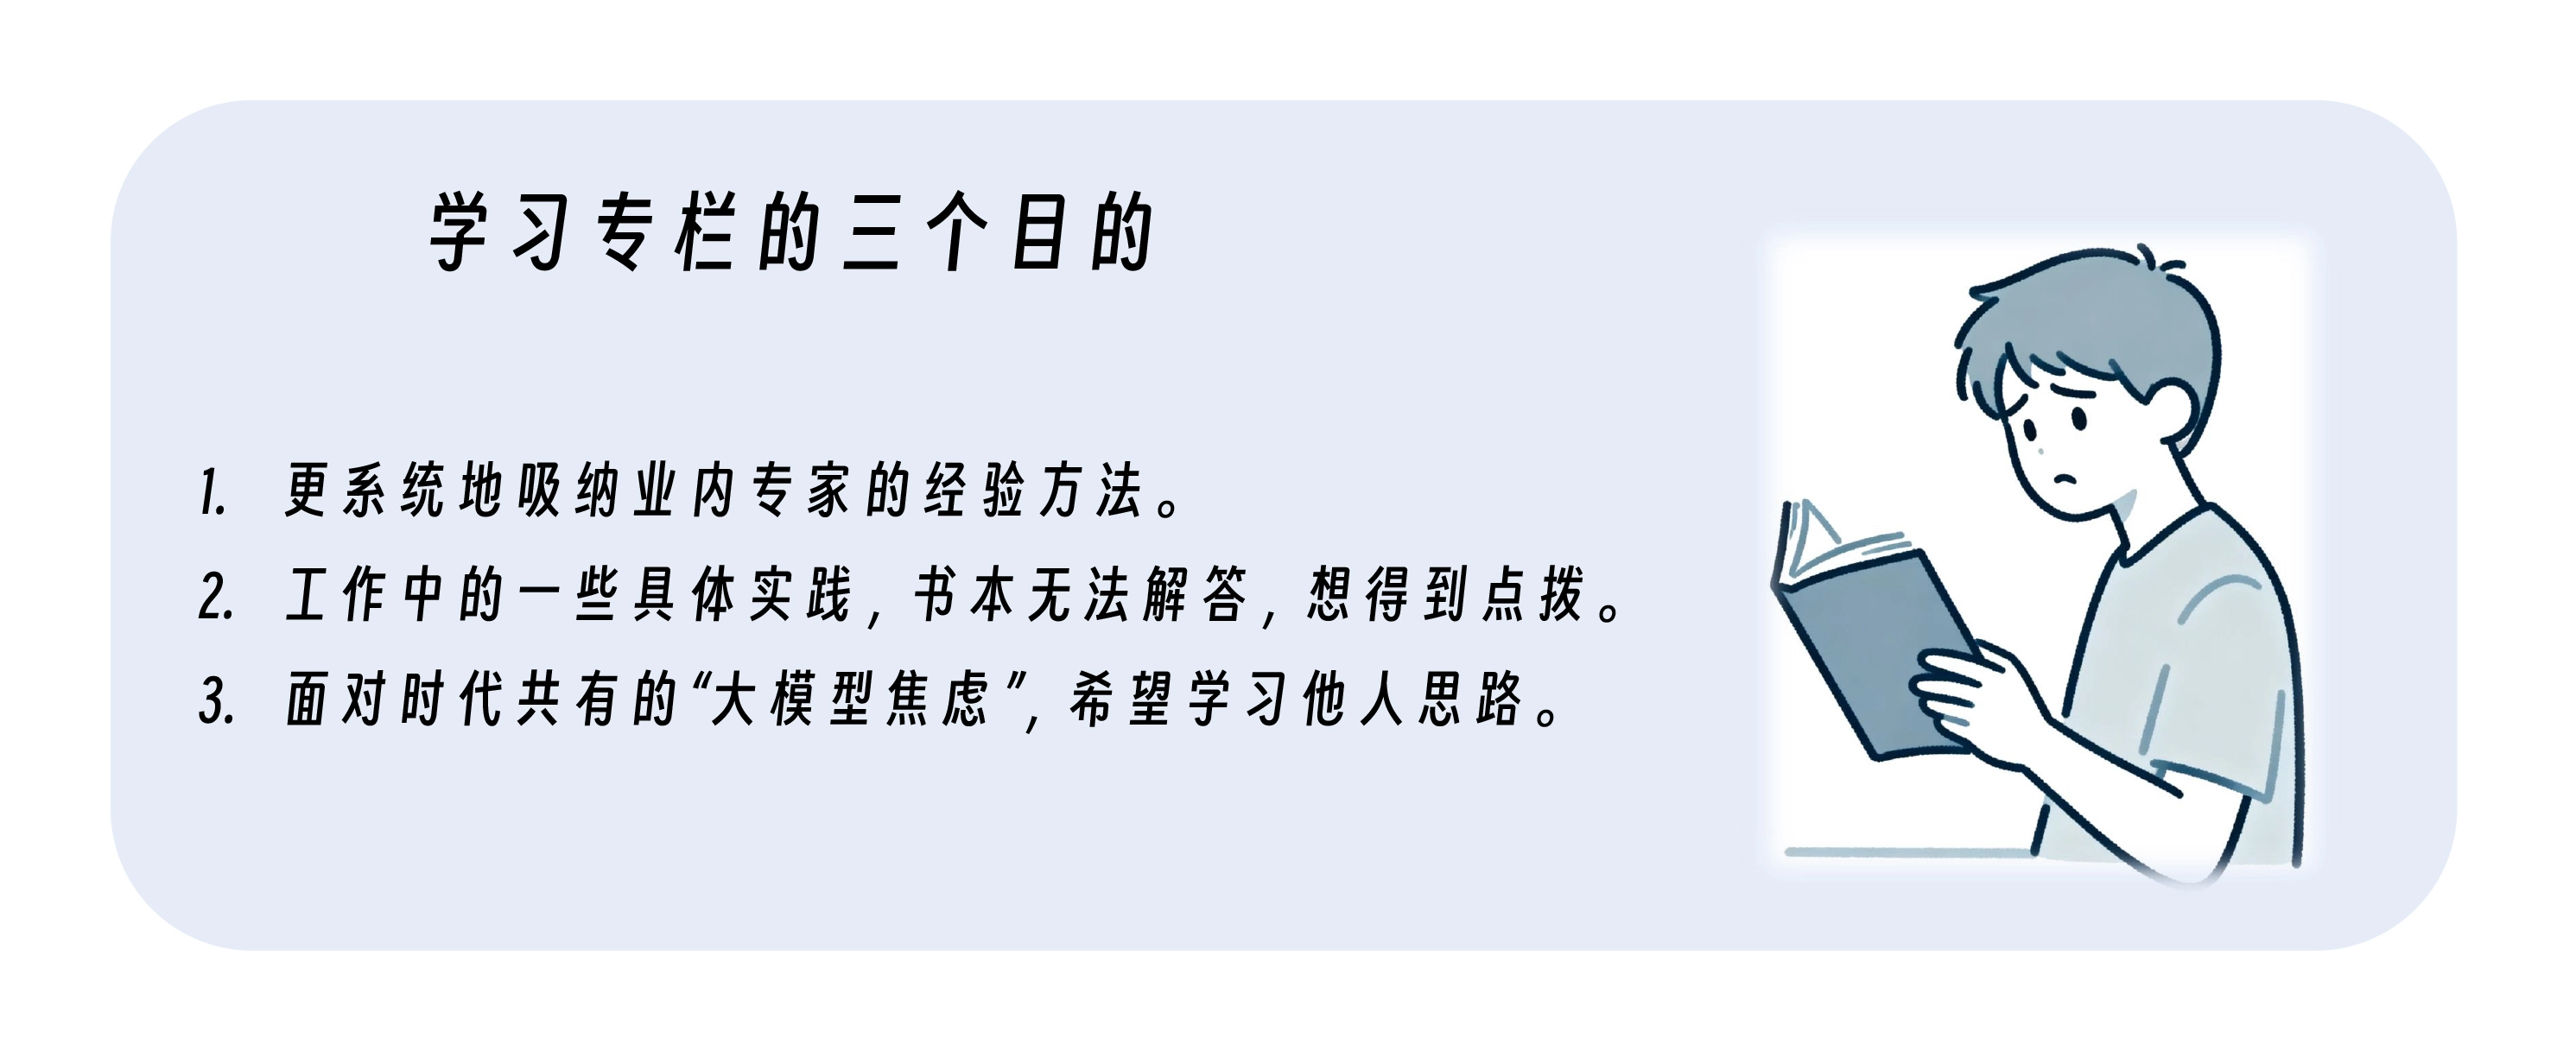 学习专栏的三个目的
1. 更系统地吸纳业内专家的经验方法。
2. 工作中的一些具体实践，书本无法解答，想得到点拨。
3. 面对时代共有的“大模型焦虑”，希望学习他人思路。